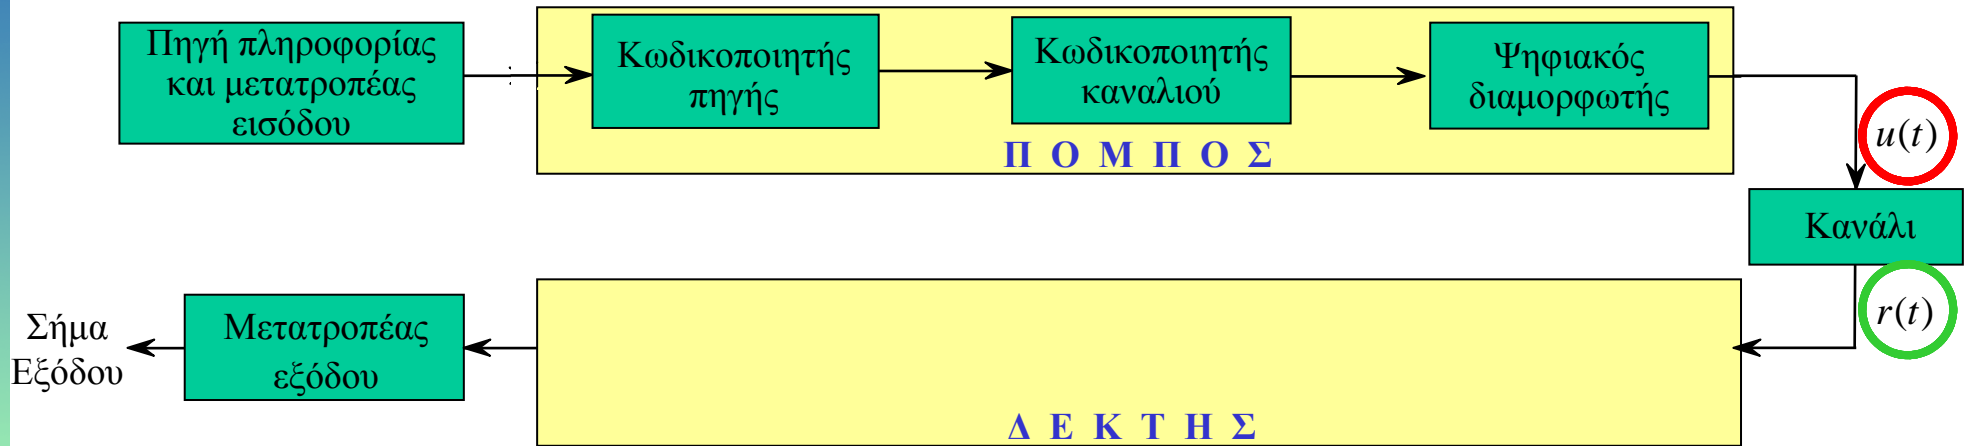 Πηγή πληροφορίας
και μετατροπέας
εισόδου
Κωδικοποιητής
πηγής
Κωδικοποιητής
καναλιού
Ψηφιακός
διαμορφωτής
Π Ο Μ Π Ο Σ
u(t)
Κανάλι
r(t)
Δ Ε Κ Τ Η Σ
Μετατροπέας
εξόδου
Σήμα
Εξόδου